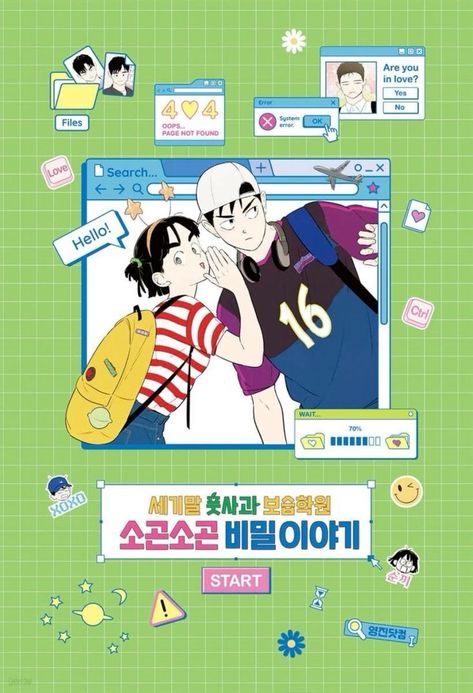 Files
4♥4
OOPS...
PAGE NOT FOUND
Error
System
error.
OK
Are you
in love?
Yes
No
Love
Search...
Hello!
16
Ctrl
WAIT...
70%
XOXO
세기말 풋사과 보습학원
소곤소곤 비밀 이야기
START
순끼
영진닷컴